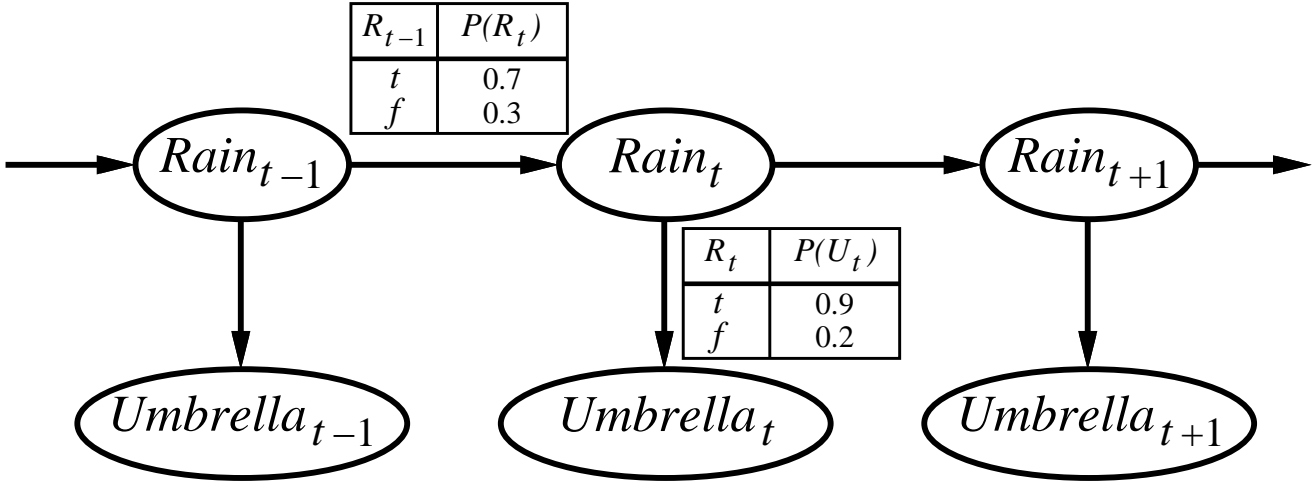 R_{t-1} P(R_t)
t 0.7
f 0.3
Rain_{t-1} Rain_t Rain_{t+1}
R_t P(U_t)
t 0.9
f 0.2
Umbrella_{t-1} Umbrella_t Umbrella_{t+1}